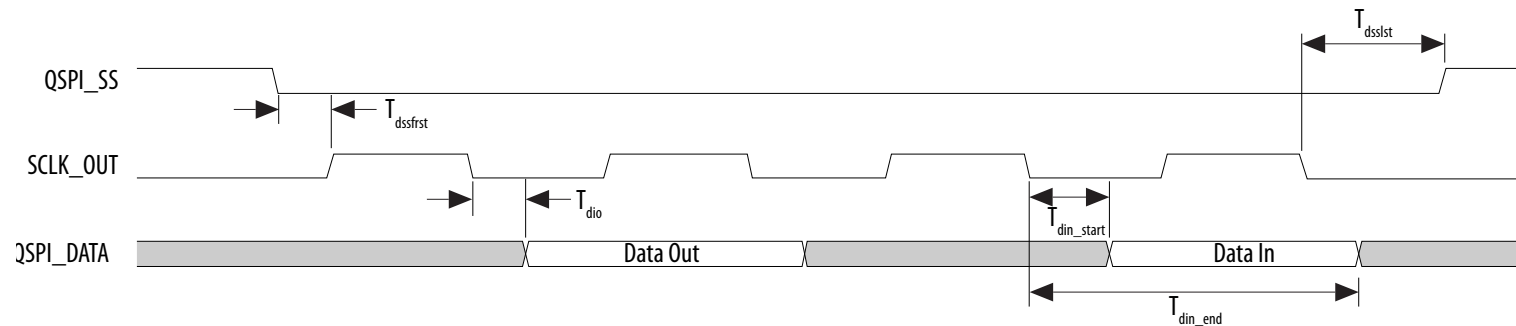 T_dsslst
QSPI_SS
T_dssfrst
SCLK_OUT
T_dio
T_din_start
QSPI_DATA
Data Out
Data In
T_din_end